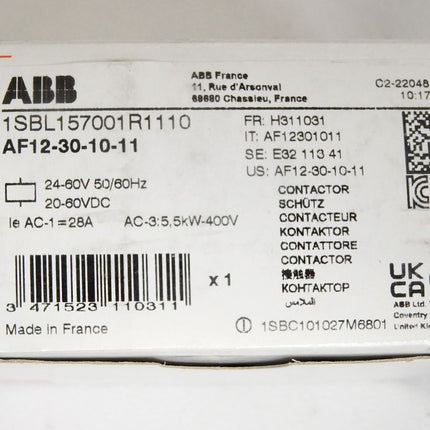 ABB
ABB France
11, Rue d'Arsonval
69680 Chassieu, France
C2-22048
10:17
1SBL157001R1110
AF12-30-10-11
FR: H311031
IT: AF12301011
SE: E32 113 41
US: AF12-30-10-11
24-60V 50/60Hz
20-60VDC
Ie AC-1=28A AC-3:5,5kW-400V
CONTACTOR
SCHÜTZ
CONTACTEUR
KONTAKTOR
CONTATTORE
CONTACTOR
接触器
КОНТАКТОР
الملامس
x 1
3 471523 110311
Made in France
1SBC101027M6801
UK
CA
ABB Ltd.
Coventry
United Ki